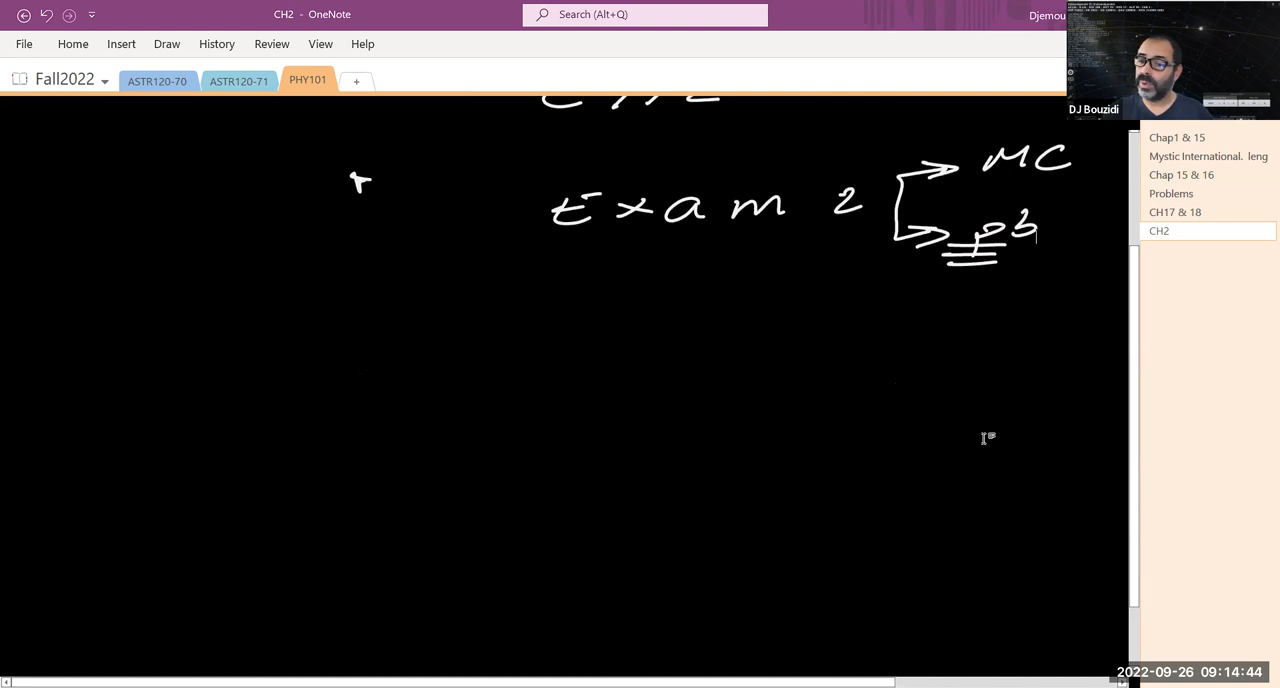 CH2 - OneNote
Search (Alt+Q)
Djemou
File Home Insert Draw History Review View Help
Fall2022 ASTR120-70 ASTR120-71 PHY101 +
DJ Bouzidi
Chap1 & 15
Mystic International. leng
Chap 15 & 16
Problems
CH17 & 18
CH2
MC
Exam 2
pb
2022-09-26 09:14:44